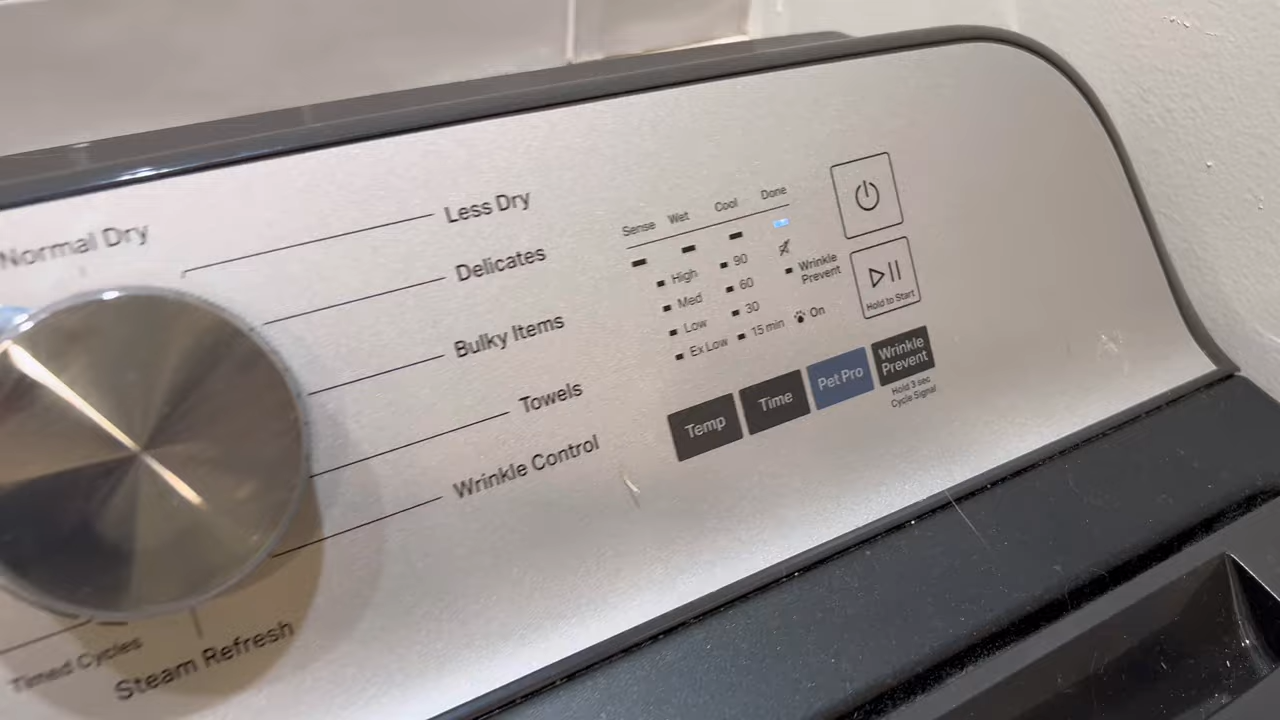 Normal Dry
Less Dry
Delicates
Bulky Items
Towels
Wrinkle Control
Steam Refresh
Timed Cycles
Sense Wet Cool Done
High 90
Med 60
Low 30
Ex Low 15 min
Wrinkle
Prevent
On
Hold to Start
Temp
Time
Pet Pro
Wrinkle
Prevent
Hold 3 sec
Cycle Signal